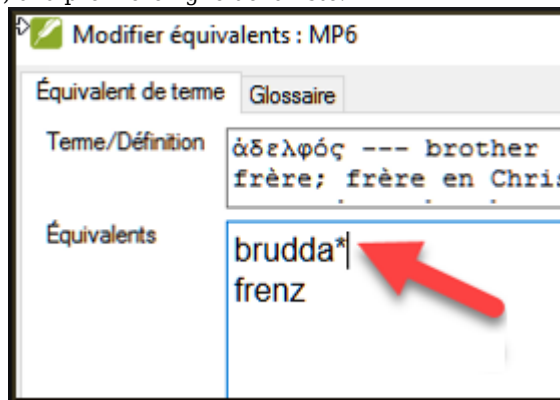 Modifier équivalents : MP6
Équivalent de terme Glossaire
Terme/Définition
ἀδελφός --- brother
frère; frère en Chris
Équivalents
brudda*
frenz